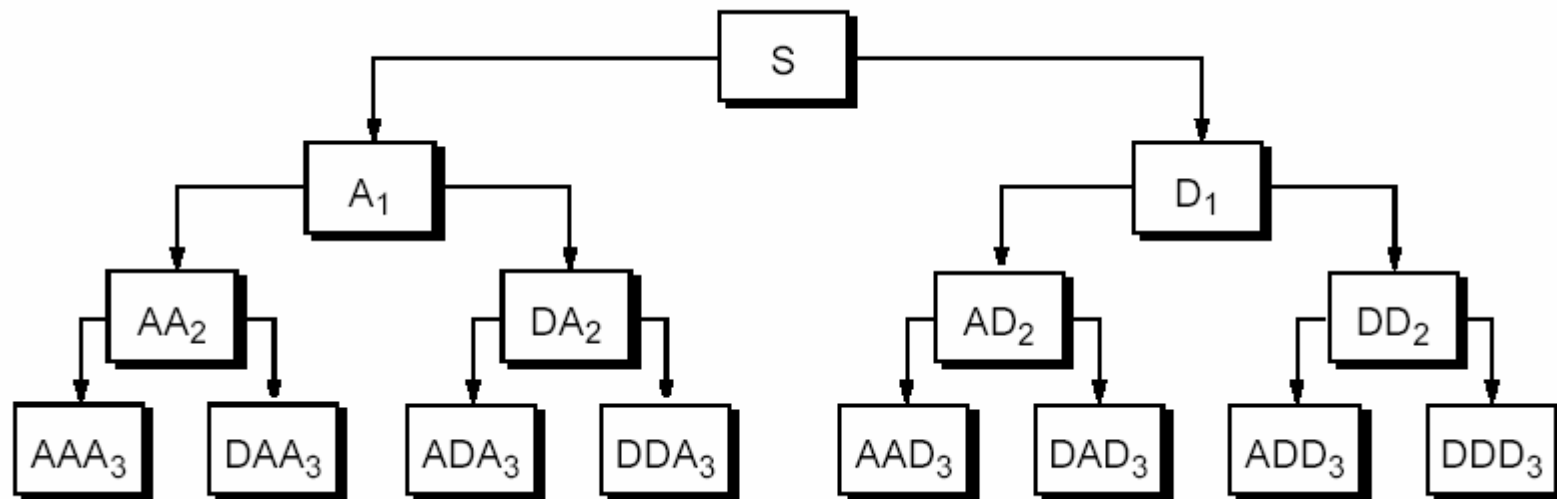 S
A₁ D₁
AA₂ DA₂ AD₂ DD₂
AAA₃ DAA₃ ADA₃ DDA₃ AAD₃ DAD₃ ADD₃ DDD₃